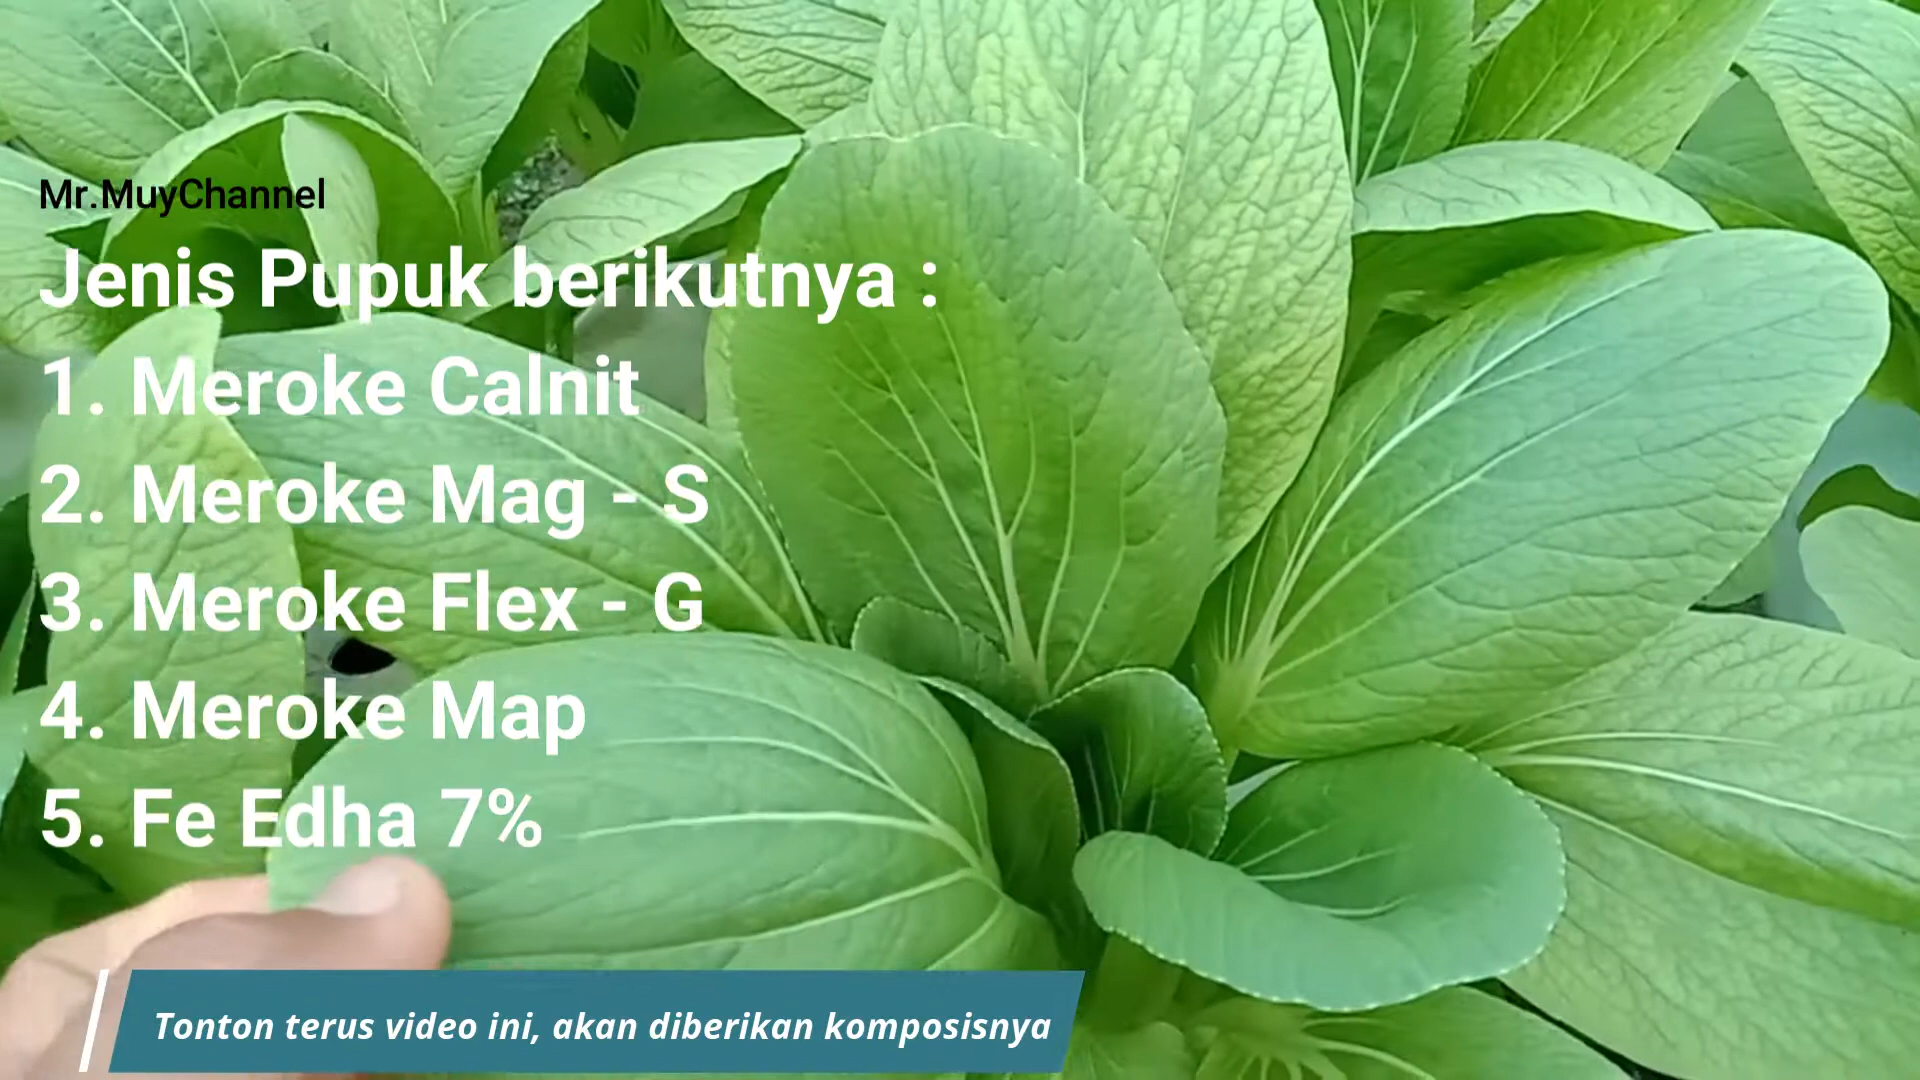 Mr.MuyChannel
Jenis Pupuk berikutnya :
1. Meroke Calnit
2. Meroke Mag - S
3. Meroke Flex - G
4. Meroke Map
5. Fe Edha 7%
Tonton terus video ini, akan diberikan komposisnya